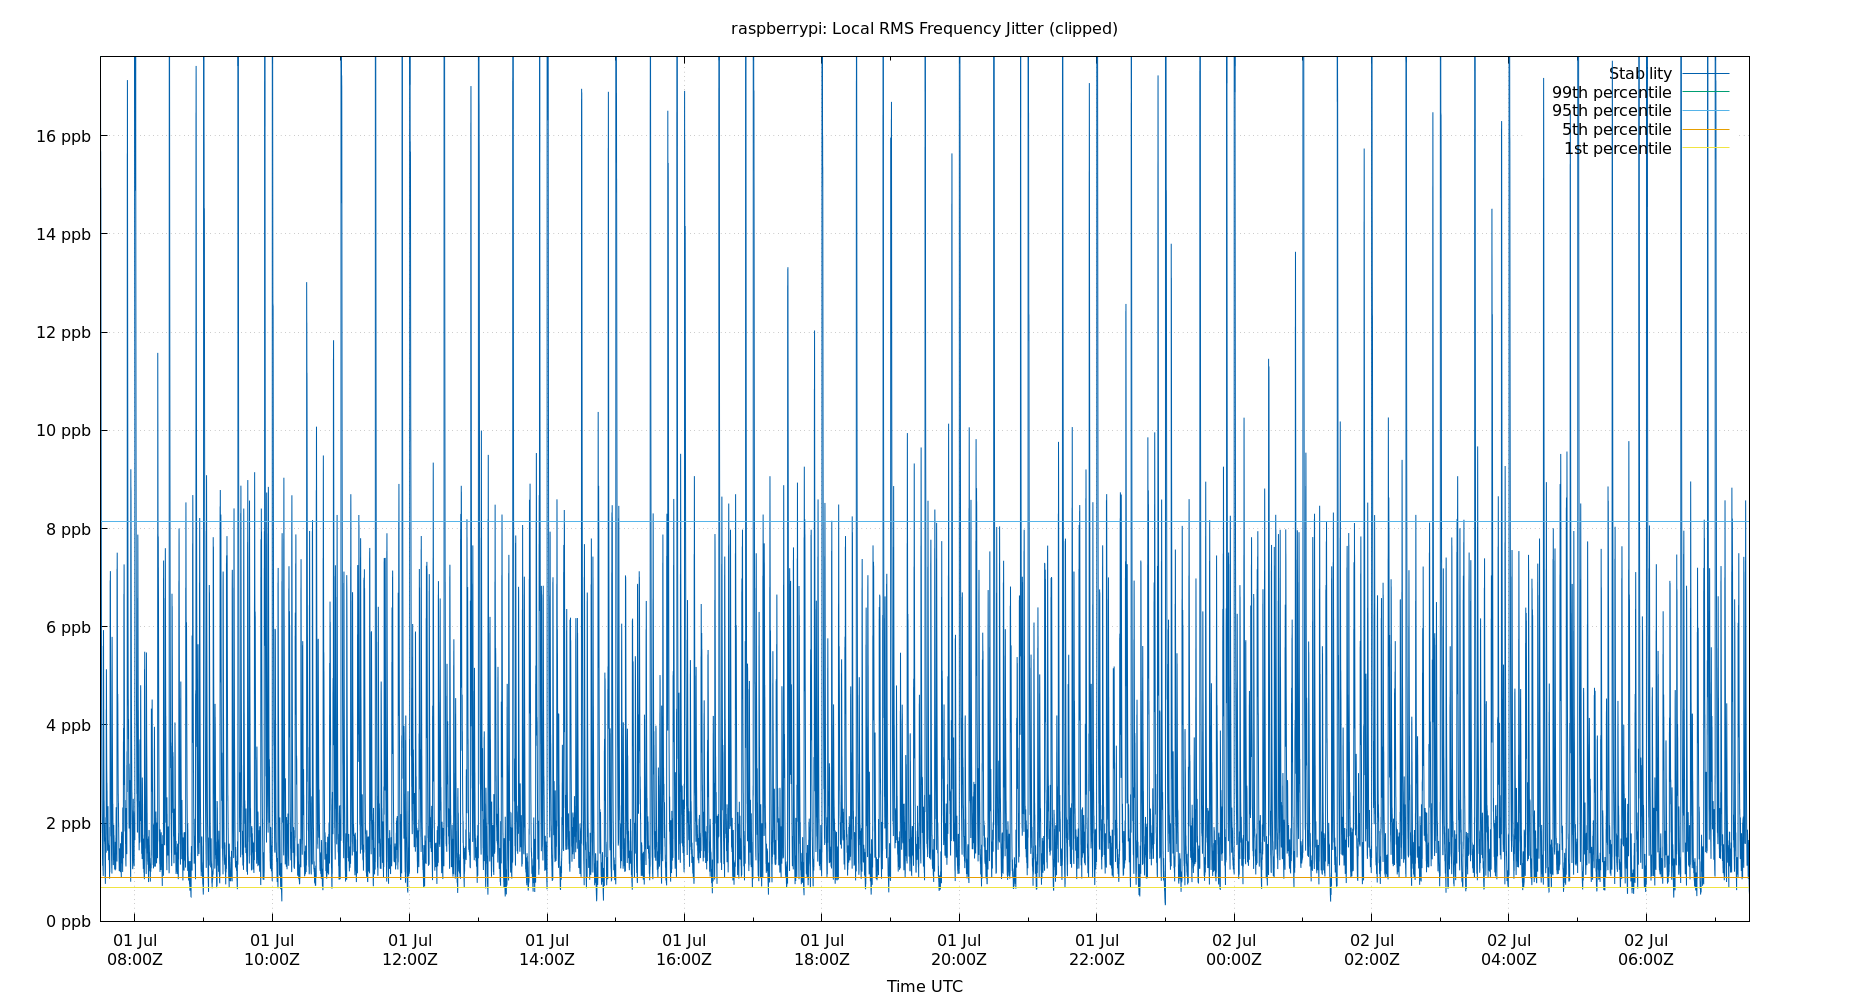 raspberrypi: Local RMS Frequency Jitter (clipped)
Stability
99th percentile
95th percentile
5th percentile
1st percentile
16 ppb
14 ppb
12 ppb
10 ppb
8 ppb
6 ppb
4 ppb
2 ppb
0 ppb
01 Jul 01 Jul 01 Jul 01 Jul 01 Jul 01 Jul 01 Jul 01 Jul 02 Jul 02 Jul 02 Jul 02 Jul
08:00Z 10:00Z 12:00Z 14:00Z 16:00Z 18:00Z 20:00Z 22:00Z 00:00Z 02:00Z 04:00Z 06:00Z
Time UTC